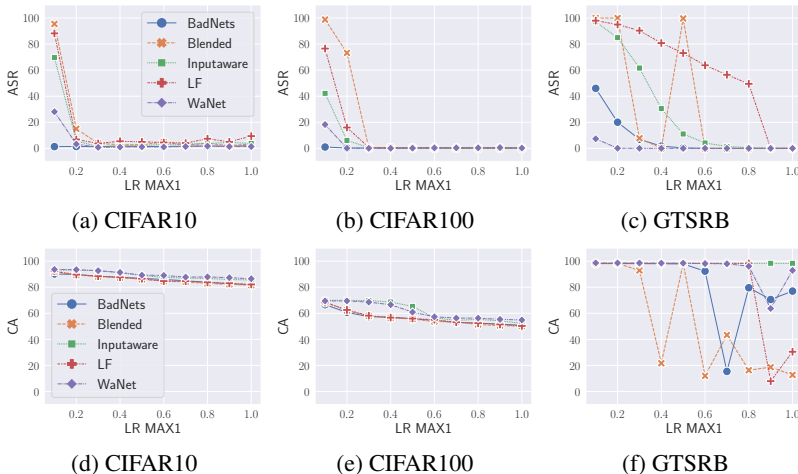 100
80
60
40
20
0
ASR
0.2 0.4 0.6 0.8 1.0
LR MAX1
BadNets
Blended
Inputaware
LF
WaNet
(a) CIFAR10
100
80
60
40
20
0
ASR
0.2 0.4 0.6 0.8 1.0
LR MAX1
(b) CIFAR100
100
80
60
40
20
0
ASR
0.2 0.4 0.6 0.8 1.0
LR MAX1
(c) GTSRB
100
80
60
40
20
0
CA
0.2 0.4 0.6 0.8 1.0
LR MAX1
BadNets
Blended
Inputaware
LF
WaNet
(d) CIFAR10
100
80
60
40
20
0
CA
0.2 0.4 0.6 0.8 1.0
LR MAX1
(e) CIFAR100
100
80
60
40
20
0
CA
0.2 0.4 0.6 0.8 1.0
LR MAX1
(f) GTSRB